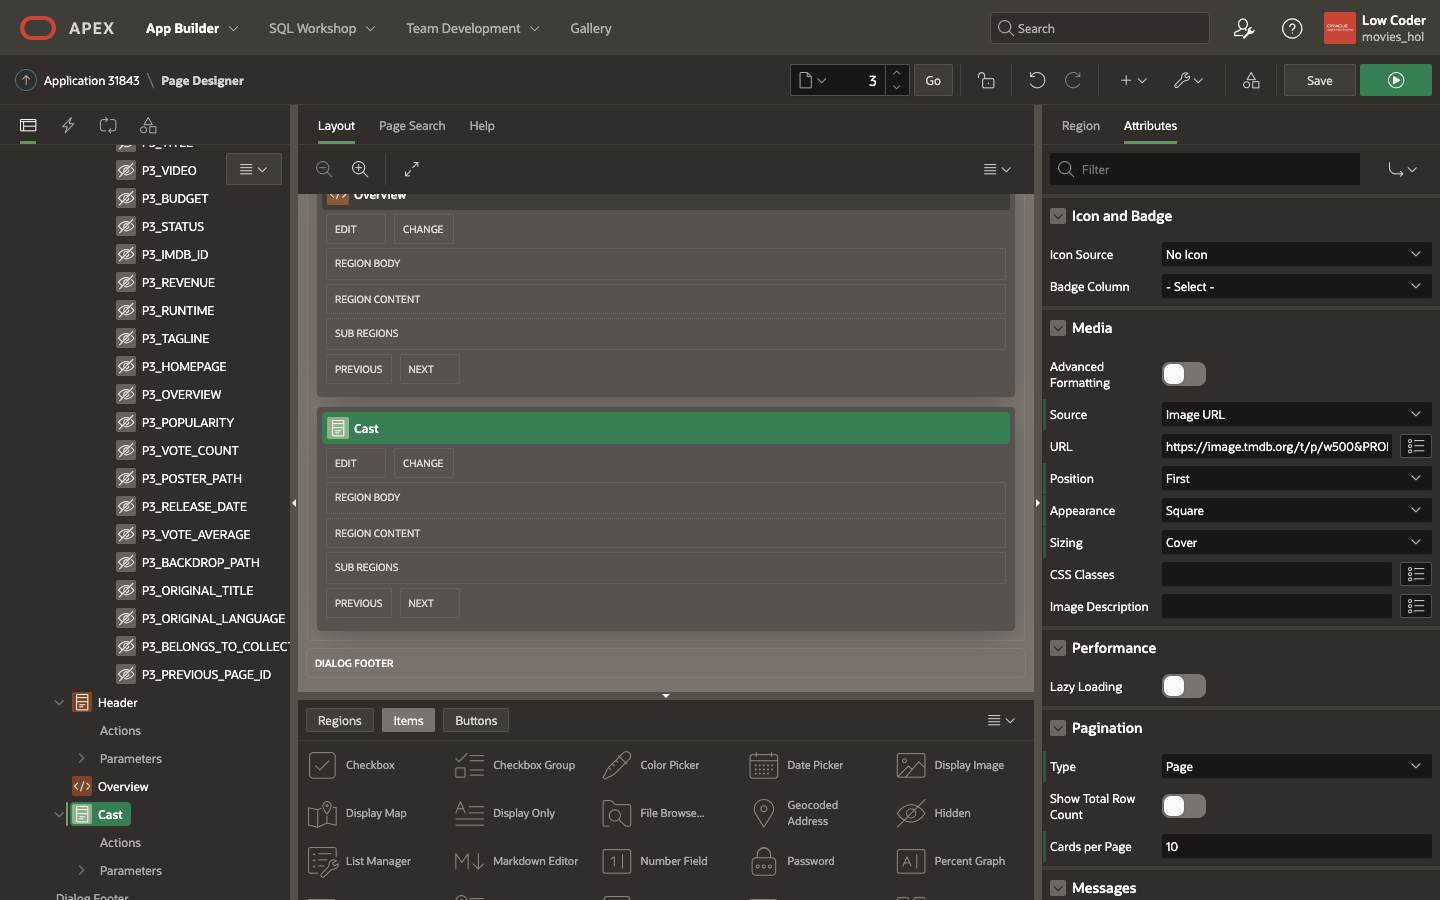 APEX
App Builder
SQL Workshop
Team Development
Gallery
Search
Low Coder
movies_hol
Application 31843 \ Page Designer
3
Go
Save
P3_VIDEO
P3_BUDGET
P3_STATUS
P3_IMDB_ID
P3_REVENUE
P3_RUNTIME
P3_TAGLINE
P3_HOMEPAGE
P3_OVERVIEW
P3_POPULARITY
P3_VOTE_COUNT
P3_POSTER_PATH
P3_RELEASE_DATE
P3_VOTE_AVERAGE
P3_BACKDROP_PATH
P3_ORIGINAL_TITLE
P3_ORIGINAL_LANGUAGE
P3_BELONGS_TO_COLLECT
P3_PREVIOUS_PAGE_ID
Header
Actions
Parameters
Overview
Cast
Actions
Parameters
Dialog Footer
Layout
Page Search
Help
Overview
EDIT
CHANGE
REGION BODY
REGION CONTENT
SUB REGIONS
PREVIOUS
NEXT
Cast
EDIT
CHANGE
REGION BODY
REGION CONTENT
SUB REGIONS
PREVIOUS
NEXT
DIALOG FOOTER
Regions
Items
Buttons
Checkbox
Checkbox Group
Color Picker
Date Picker
Display Image
Display Map
Display Only
File Browse...
Geocoded
Address
Hidden
List Manager
Markdown Editor
Number Field
Password
Percent Graph
Region
Attributes
Filter
Icon and Badge
Icon Source
No Icon
Badge Column
- Select -
Media
Advanced
Formatting
Source
Image URL
URL
https://image.tmdb.org/t/p/w500&PROI
Position
First
Appearance
Square
Sizing
Cover
CSS Classes
Image Description
Performance
Lazy Loading
Pagination
Type
Page
Show Total Row
Count
Cards per Page
10
Messages